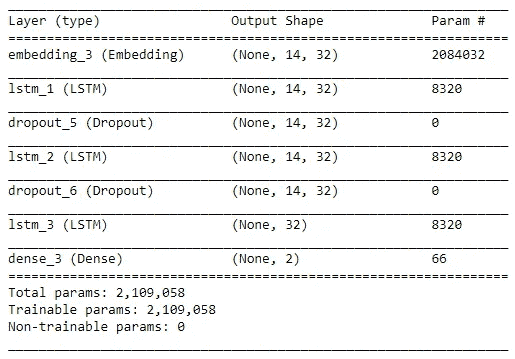 Layer (type) Output Shape Param #
=================================================================
embedding_3 (Embedding) (None, 14, 32) 2084032
lstm_1 (LSTM) (None, 14, 32) 8320
dropout_5 (Dropout) (None, 14, 32) 0
lstm_2 (LSTM) (None, 14, 32) 8320
dropout_6 (Dropout) (None, 14, 32) 0
lstm_3 (LSTM) (None, 32) 8320
dense_3 (Dense) (None, 2) 66
=================================================================
Total params: 2,109,058
Trainable params: 2,109,058
Non-trainable params: 0